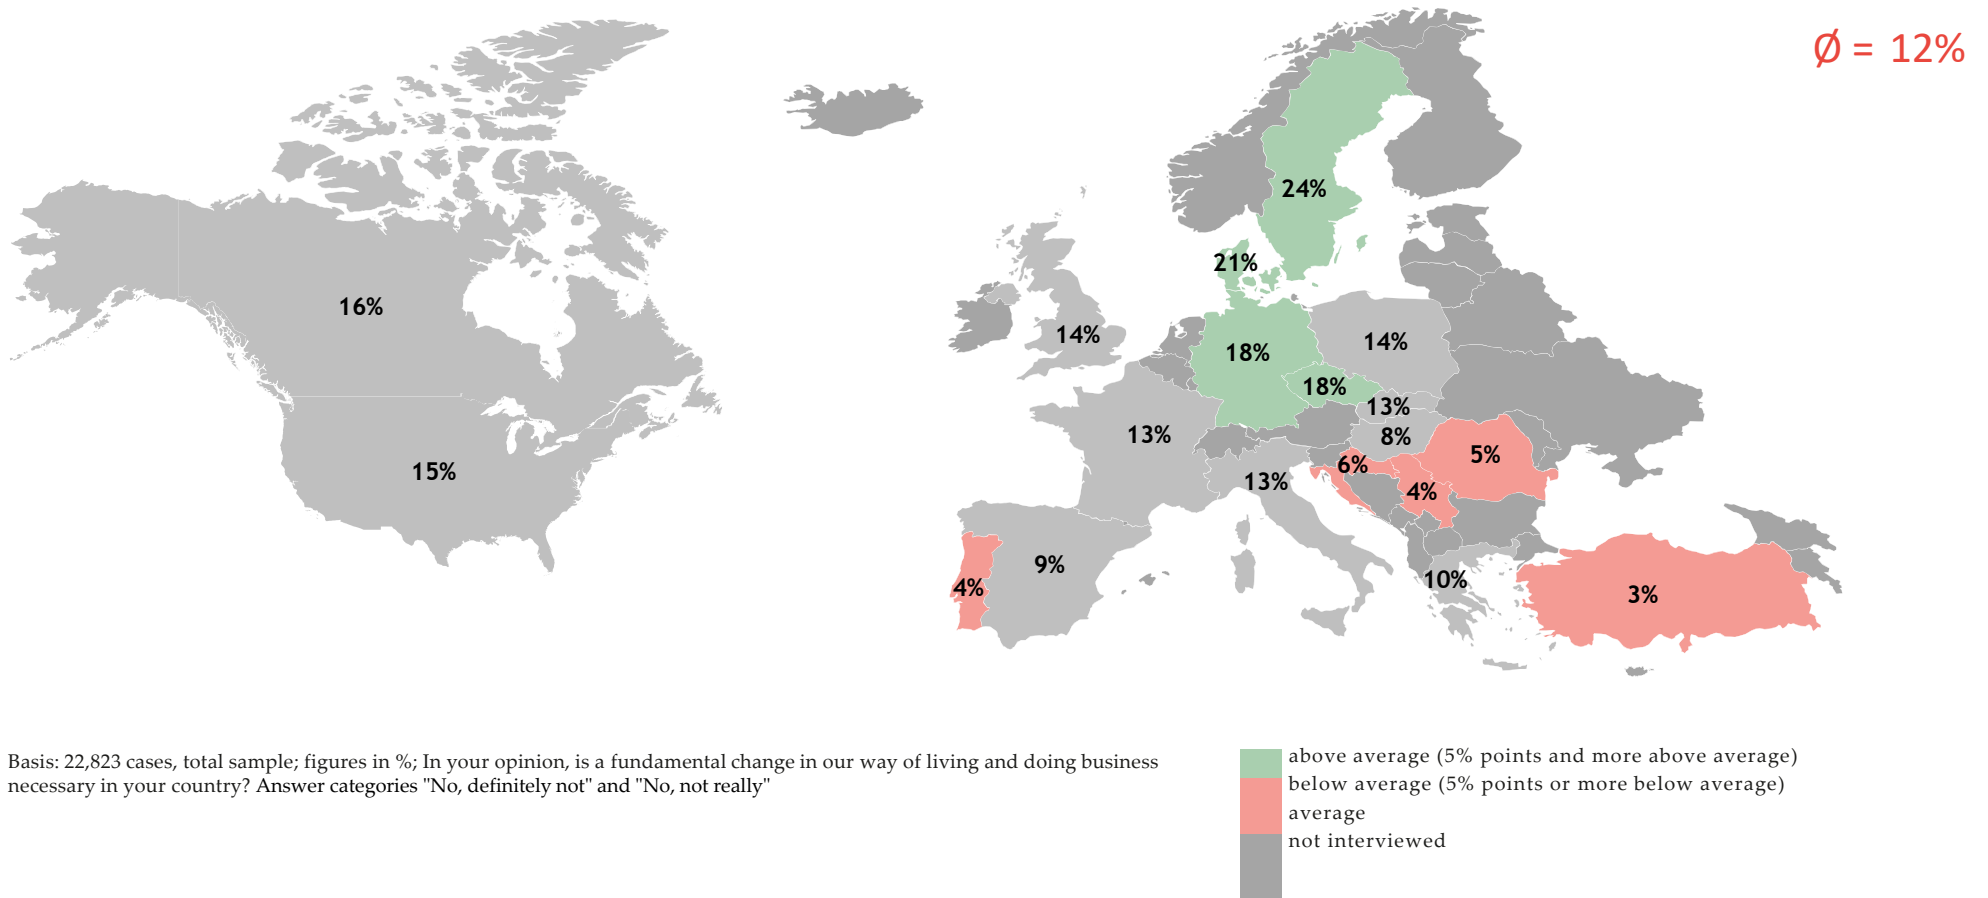 Ø = 12%
24%
21%
16%
14%
14%
18%
18%
13%
13%
8%
5%
6%
15%
13%
4%
9%
10%
4%
3%
Basis: 22,823 cases, total sample; figures in %; In your opinion, is a fundamental change in our way of living and doing business
necessary in your country? Answer categories "No, definitely not" and "No, not really"
above average (5% points and more above average)
below average (5% points or more below average)
average
not interviewed